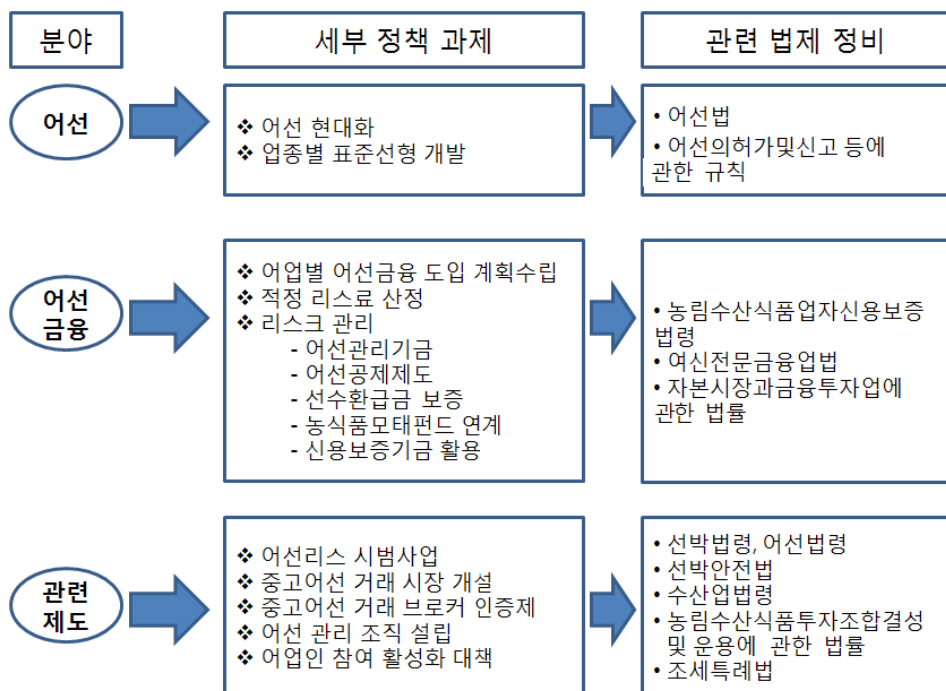 분야
세부 정책 과제
관련 법제 정비
어선
❖ 어선 현대화
❖ 업종별 표준선형 개발
• 어선법
• 어선의허가및신고 등에
관한 규칙
어선
금융
❖ 어업별 어선금융 도입 계획수립
❖ 적정 리스료 산정
❖ 리스크 관리
- 어선관리기금
- 어선공제제도
- 선수환급금 보증
- 농식품모태펀드 연계
- 신용보증기금 활용
• 농림수산식품업자신용보증
법령
• 여신전문금융업법
• 자본시장과금융투자업에
관한 법률
관련
제도
❖ 어선리스 시범사업
❖ 중고어선 거래 시장 개설
❖ 중고어선 거래 브로커 인증제
❖ 어선 관리 조직 설립
❖ 어업인 참여 활성화 대책
• 선박법령, 어선법령
• 선박안전법
• 수산업법령
• 농림수산식품투자조합결성
및 운용에 관한 법률
• 조세특례법